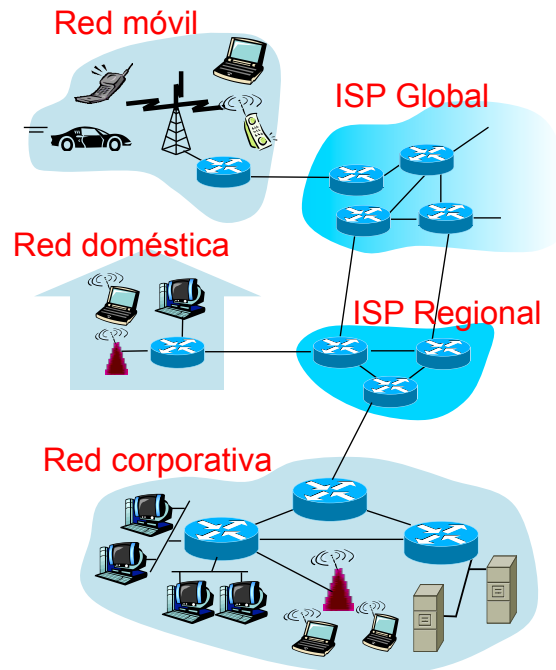 Red móvil
ISP Global
Red doméstica
ISP Regional
Red corporativa